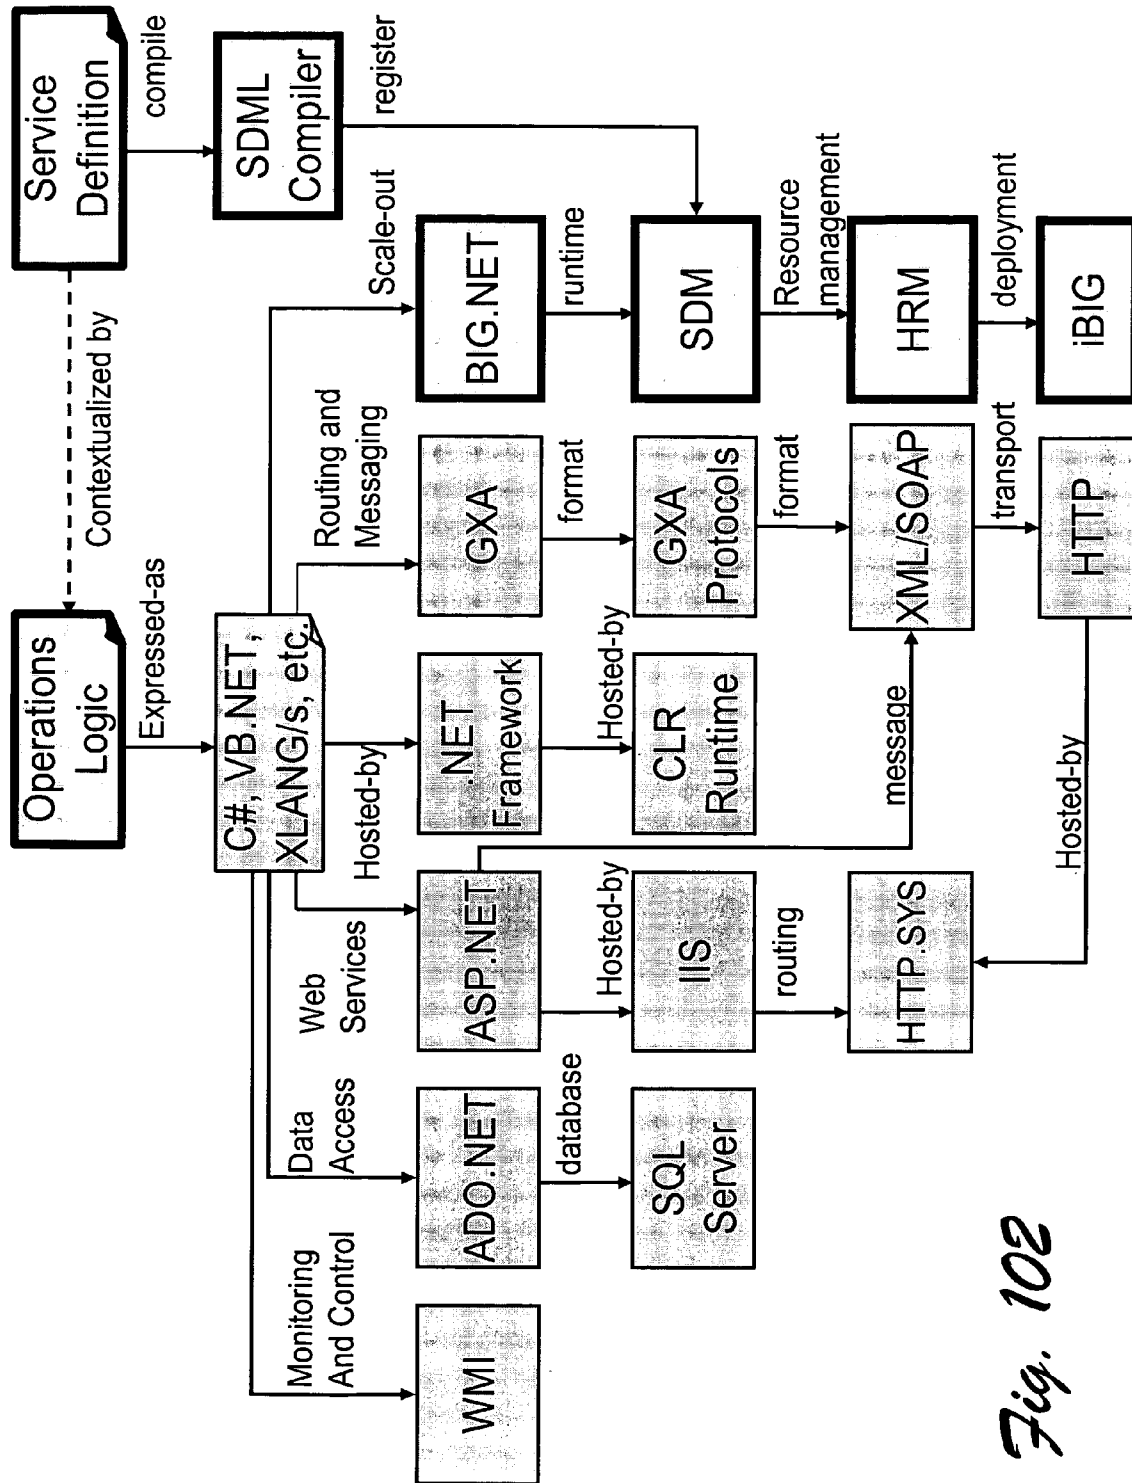 Operations
Logic
Contextualized by
Service
Definition
Expressed-as
compile
C#, VB.NET,
XLANG/s, etc.
SDML
Compiler
Monitoring
And Control
Data
Access
Web
Services
Hosted-by
Routing and
Messaging
Scale-out
register
WMI
ADO.NET
ASP.NET
.NET
Framework
GXA
BIG.NET
database
Hosted-by
Hosted-by
format
runtime
SQL
Server
IIS
CLR
Runtime
GXA
Protocols
SDM
routing
message
format
Resource
management
HTTP.SYS
XML/SOAP
HRM
transport
deployment
Hosted-by
HTTP
iBIG
Fig. 102